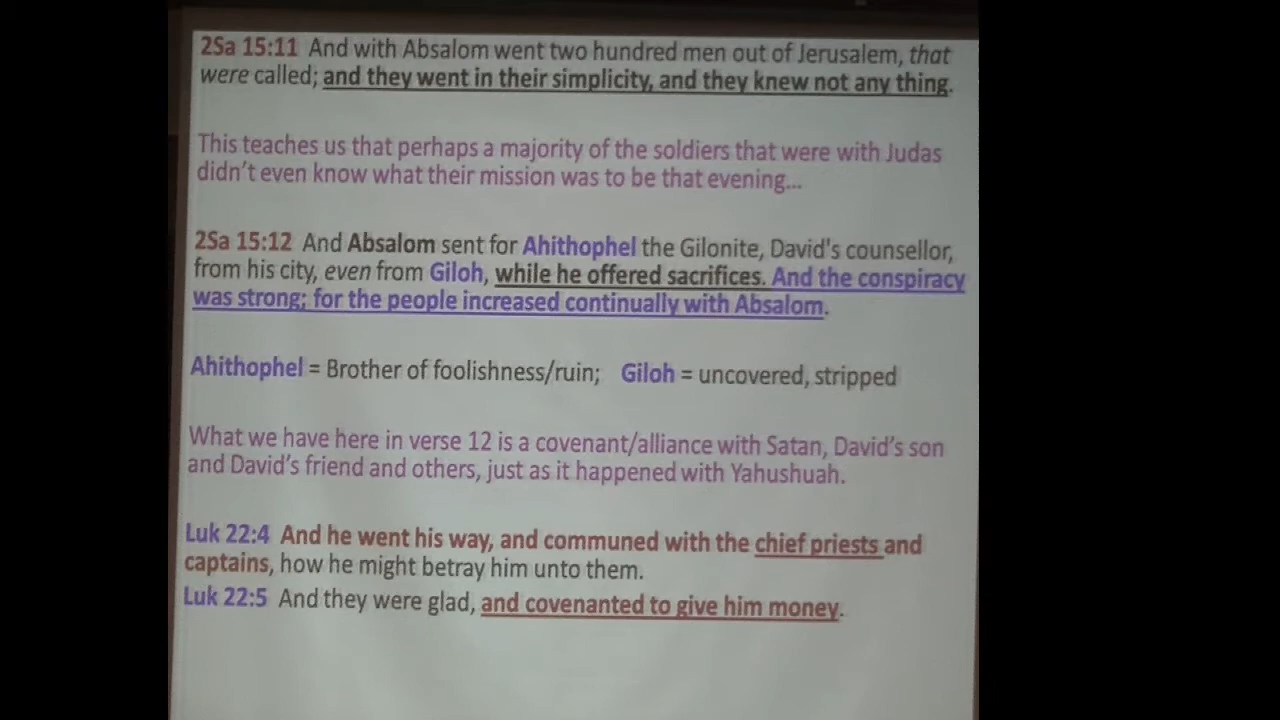 2Sa 15:11 And with Absalom went two hundred men out of Jerusalem, that
were called; and they went in their simplicity, and they knew not any thing.
This teaches us that perhaps a majority of the soldiers that were with Judas
didn't even know what their mission was to be that evening...
2Sa 15:12 And Absalom sent for Ahithophel the Gilonite, David's counsellor,
from his city, even from Giloh, while he offered sacrifices. And the conspiracy
was strong; for the people increased continually with Absalom.
Ahithophel = Brother of foolishness/ruin; Giloh = uncovered, stripped
What we have here in verse 12 is a covenant/alliance with Satan, David's son
and David's friend and others, just as it happened with Yahushuah.
Luk 22:4 And he went his way, and communed with the chief priests and
captains, how he might betray him unto them.
Luk 22:5 And they were glad, and covenanted to give him money.